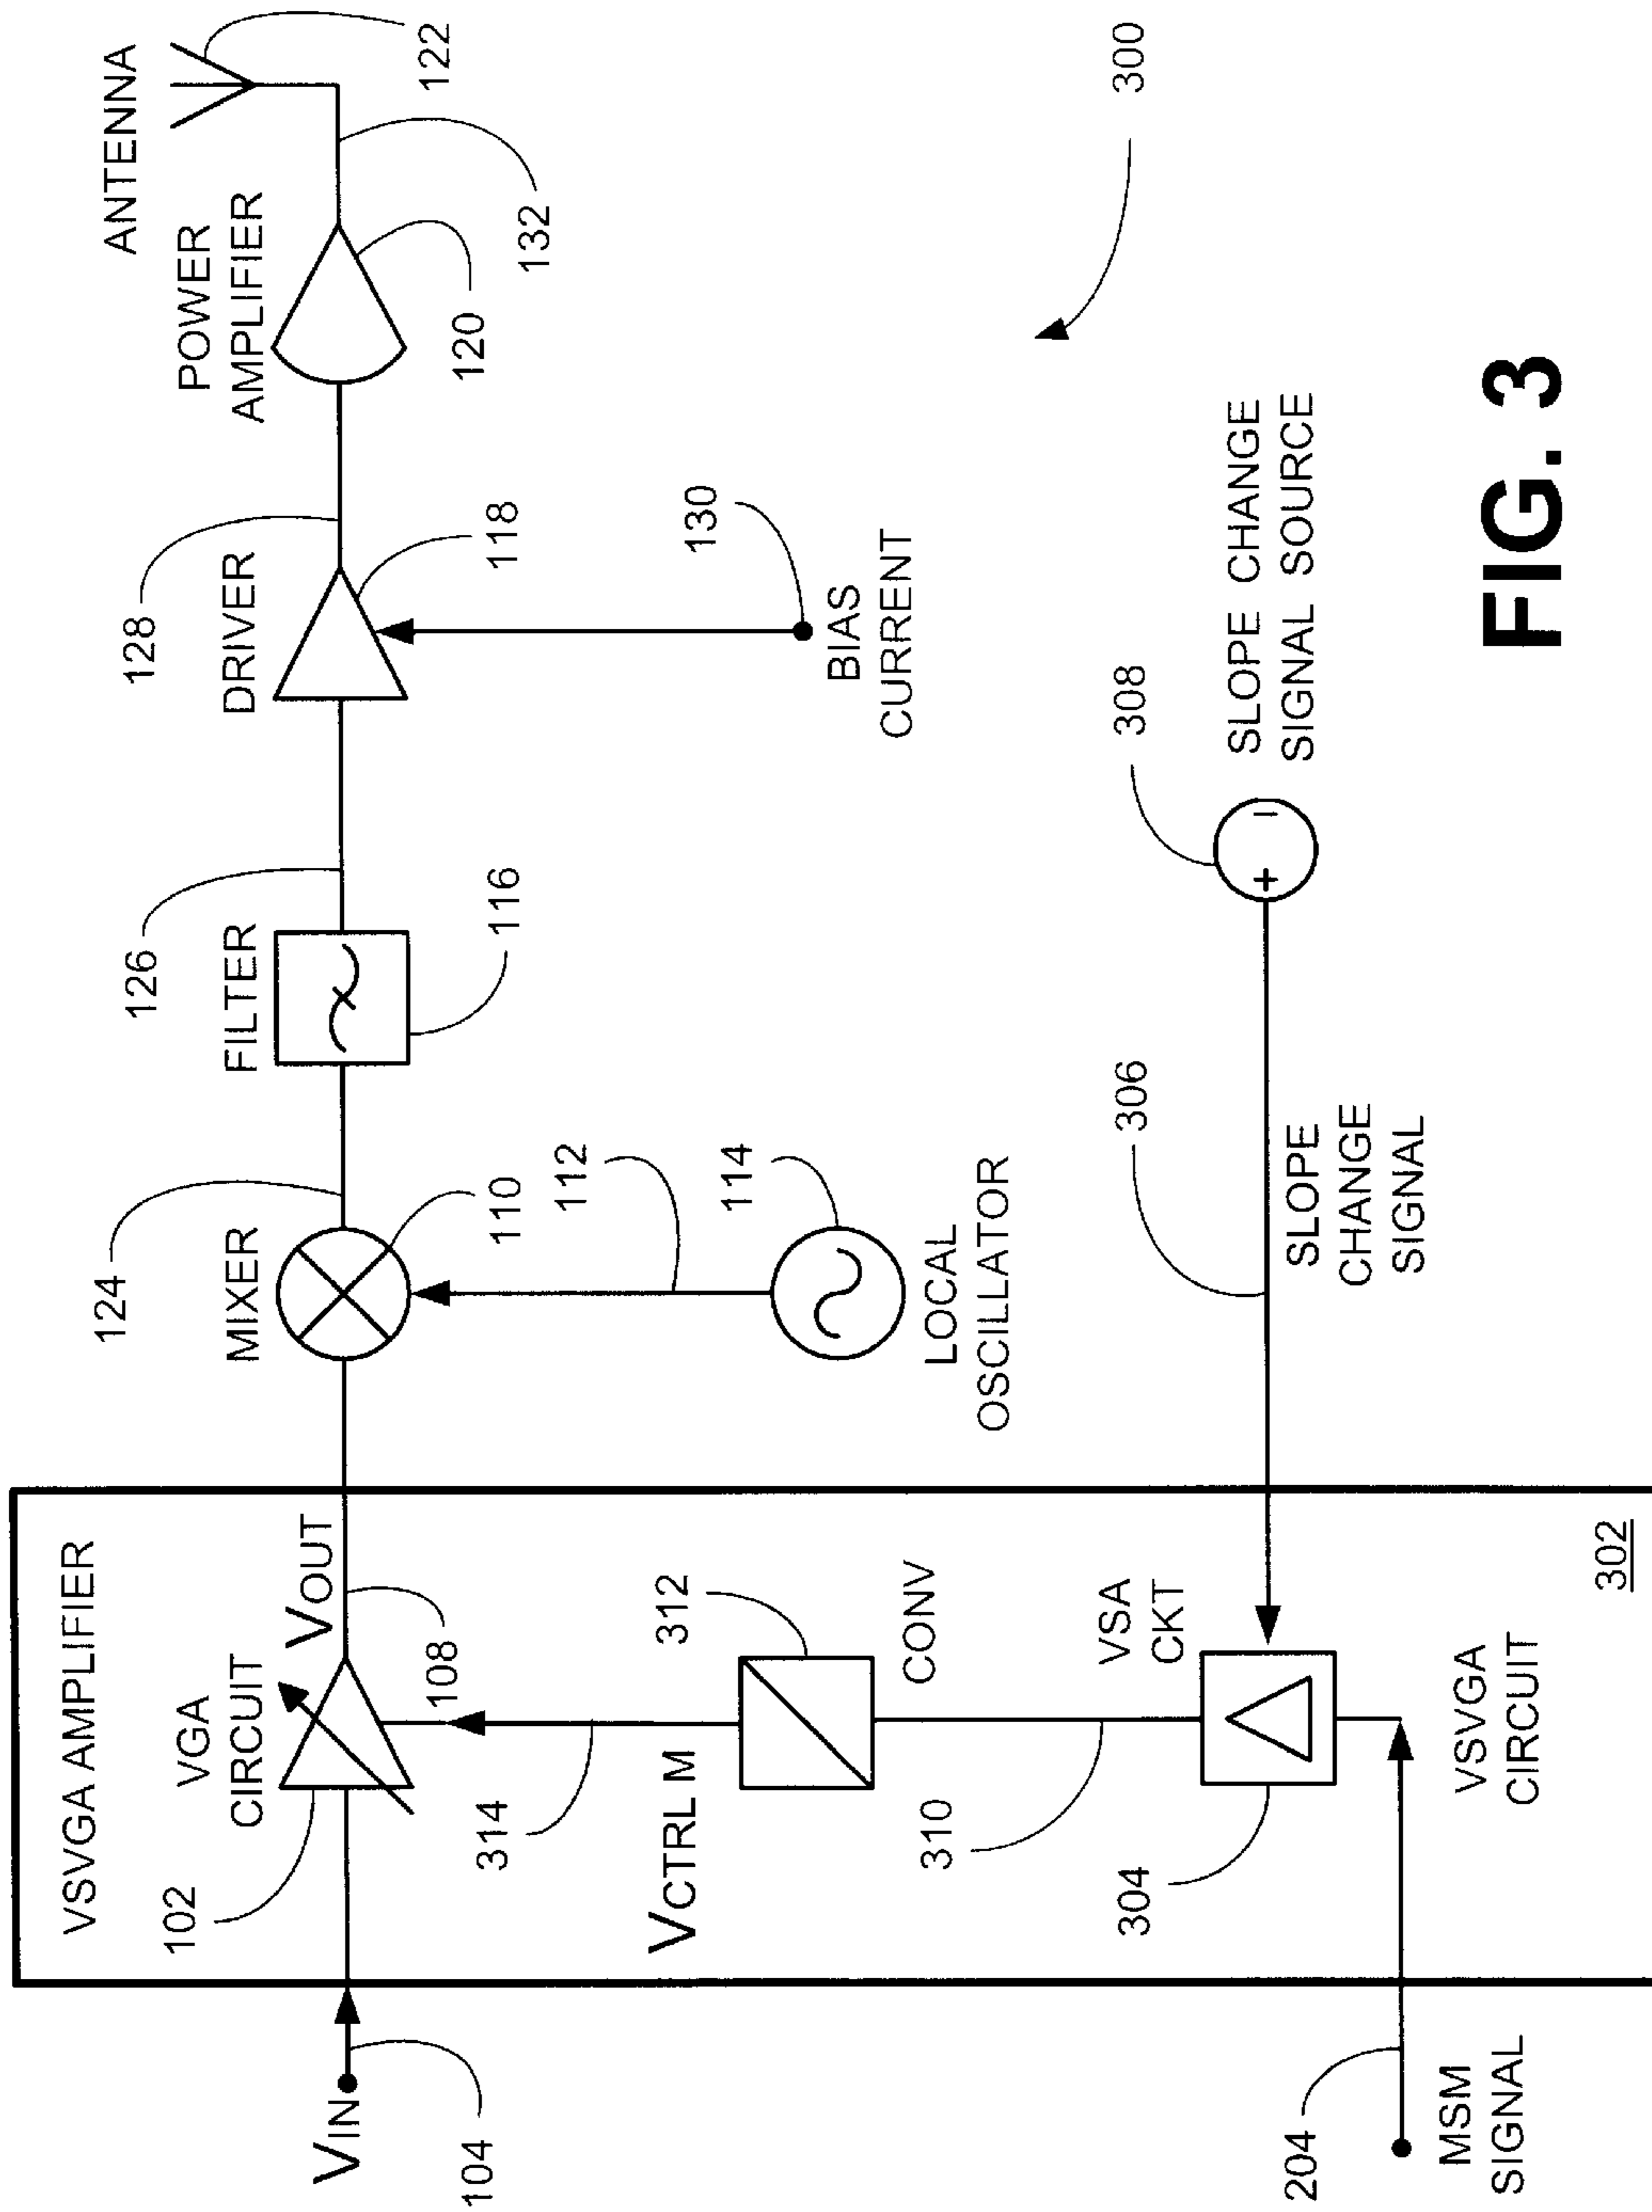 ANTENNA
122
POWER
AMPLIFIER
132
120
128
DRIVER
118
130
BIAS
CURRENT
126
FILTER
116
124
MIXER
110
112
114
LOCAL
OSCILLATOR
VSVGA AMPLIFIER
VGA
CIRCUIT
VOUT
102
108
VIN
104
314
VCTRL M
312
CONV
310
VSA
CKT
304
VSVGA
CIRCUIT
302
204
MSM
SIGNAL
306
SLOPE
CHANGE
SIGNAL
308
+
–
SLOPE CHANGE
SIGNAL SOURCE
300
FIG. 3